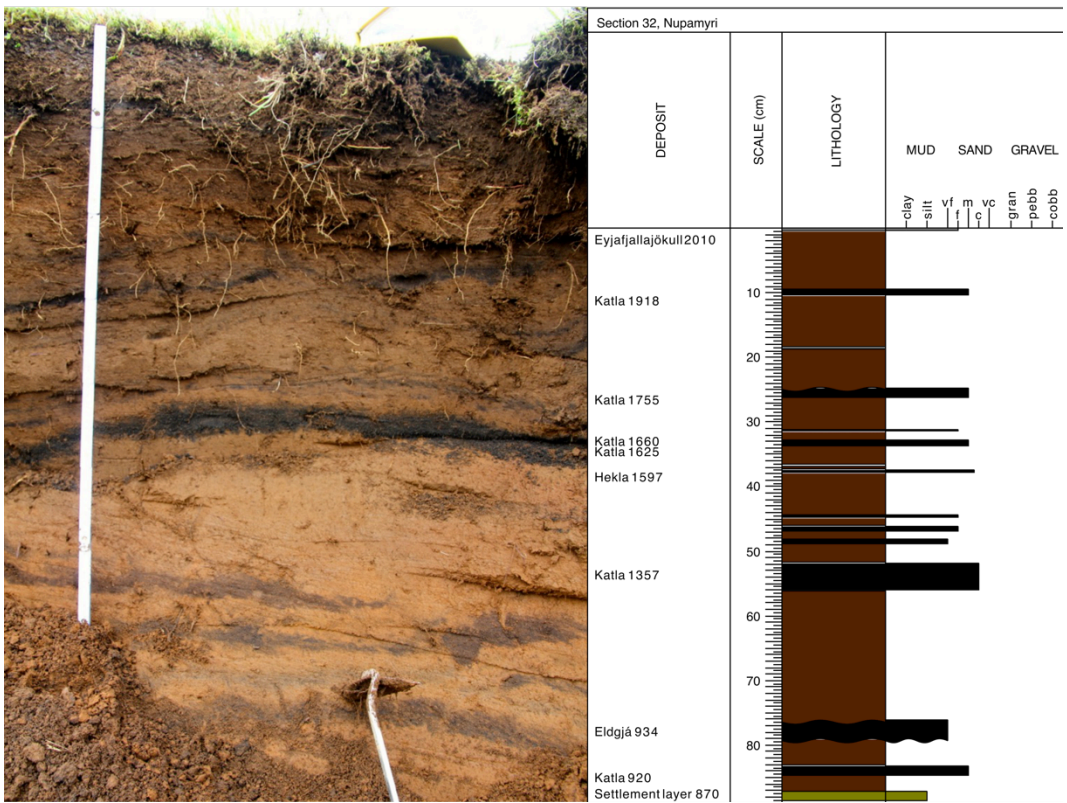 Section 32, Nupamyri
DEPOSIT
SCALE (cm)
LITHOLOGY
MUD SAND GRAVEL
clay
silt
vf
f
m
c
vc
gran
pebb
cobb
Eyjafjallajökull 2010
10
Katla 1918
20
Katla 1755
30
Katla 1660
Katla 1625
Hekla 1597
40
50
Katla 1357
60
70
Eldgjá 934
80
Katla 920
Settlement layer 870